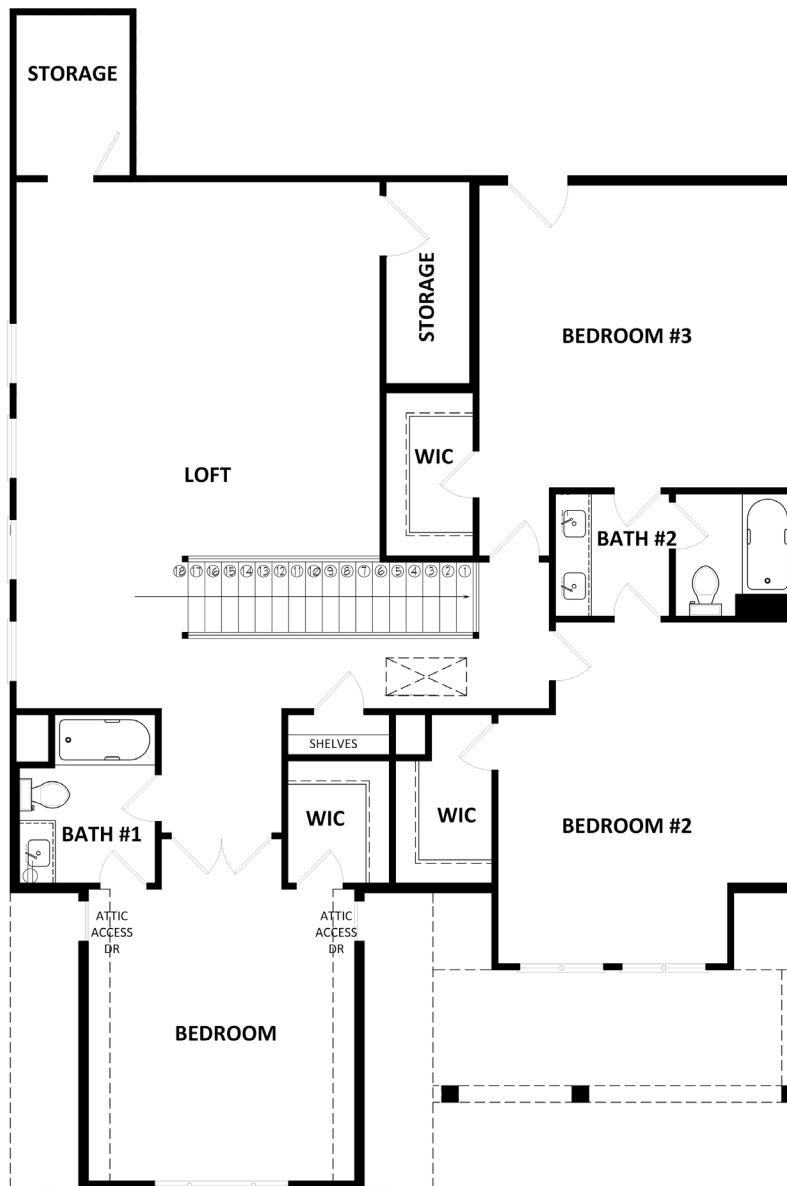 STORAGE
STORAGE
BEDROOM #3
WIC
LOFT
BATH #2
18 17 16 15 14 13 12 11 10 9 8 7 6 5 4 3 2 1
SHELVES
WIC
WIC
BATH #1
BEDROOM #2
ATTIC
ACCESS
DR
ATTIC
ACCESS
DR
BEDROOM